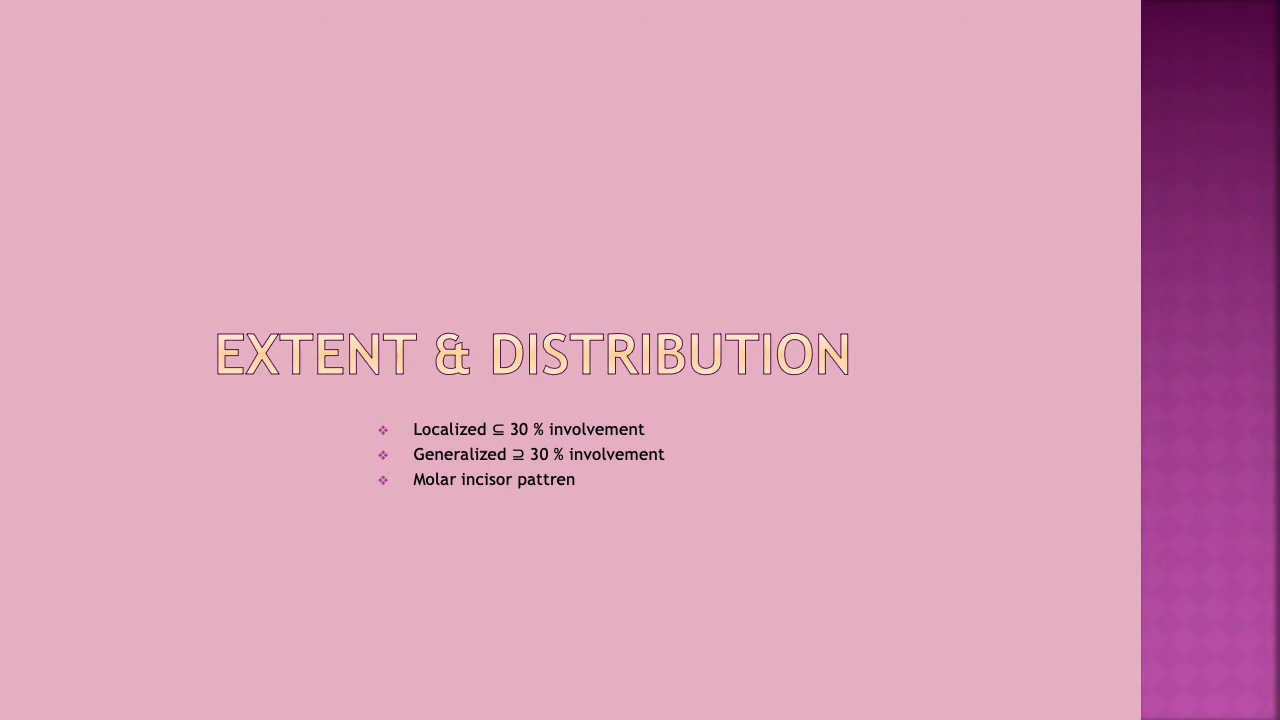 EXTENT & DISTRIBUTION
❖ Localized ⊆ 30 % involvement
❖ Generalized ⊇ 30 % involvement
❖ Molar incisor pattren